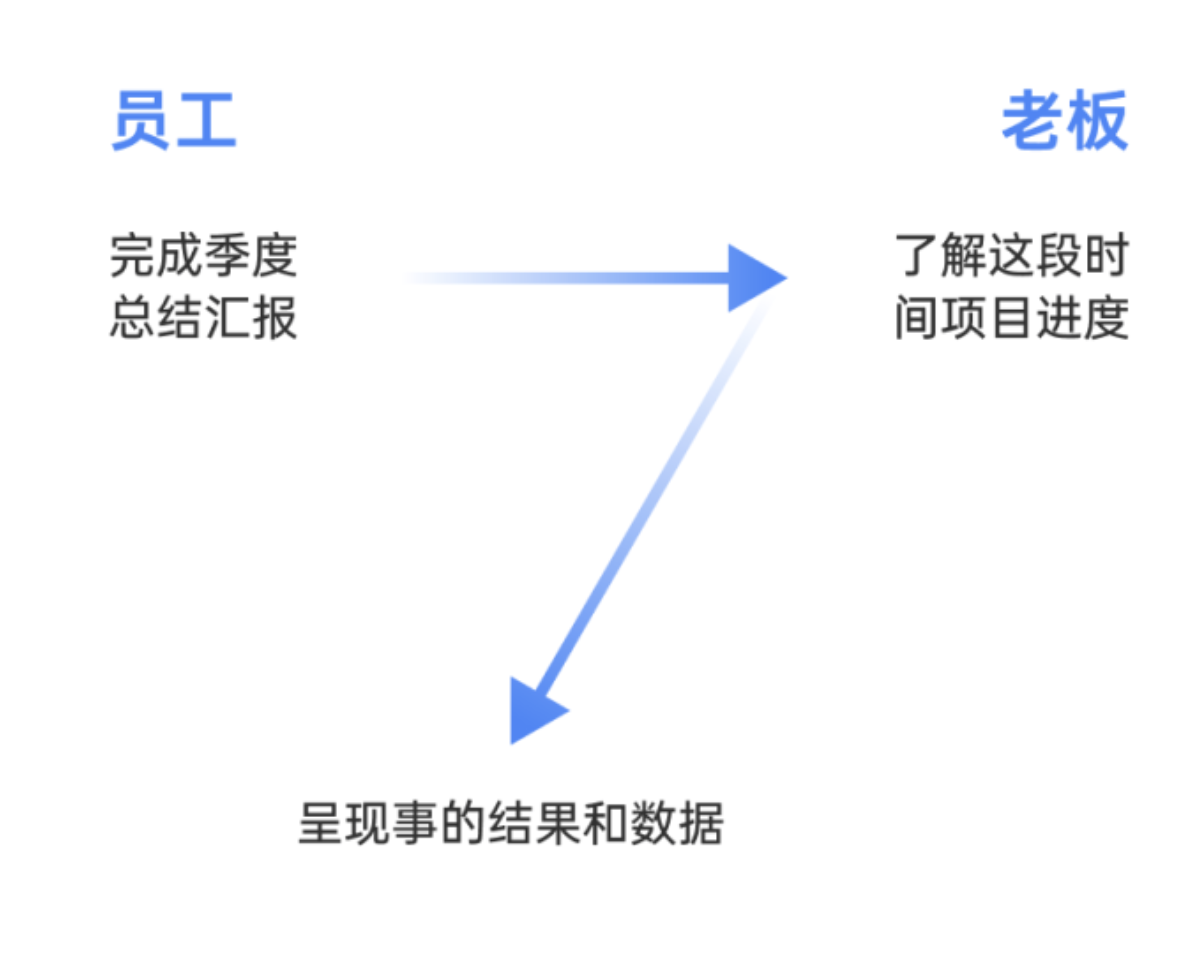 员工
老板
完成季度
总结汇报
了解这段时
间项目进度
呈现事的结果和数据